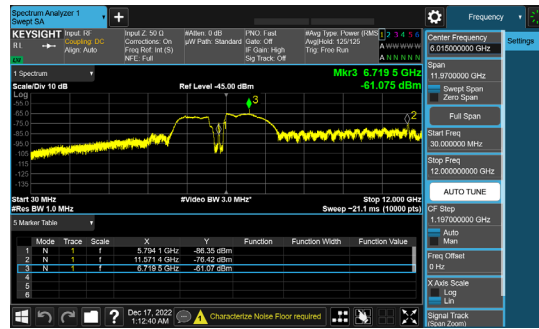 Spectrum Analyzer 1
Swept SA
+
Frequency
KEYSIGHT
Input: RF
Input Z: 50 Ω
#Atten: 0 dB
PNO: Fast
#Avg Type: Power (RMS
1 2 3 4 5 6
RL
Coupling: DC
Corrections: On
µW Path: Standard
Gate: Off
Avg|Hold: 125/125
A W W W W W
Align: Auto
Freq Ref: Int (S)
IF Gain: High
Trig: Free Run
NFE: Full
Sig Track: Off
A N N N N N
LW
1 Spectrum
Mkr3 6.719 5 GHz
Scale/Div 10 dB
Ref Level -45.00 dBm
-61.075 dBm
Log
-55.0
-65.0
-75.0
-85.0
-95
-105
-115
-125
-135
3
2
Start 30 MHz
#Video BW 3.0 MHz*
Stop 12.000 GHz
#Res BW 1.0 MHz
Sweep ~21.1 ms (10000 pts)
5 Marker Table
Mode Trace Scale X Y Function Function Width Function Value
1 N 1 f 5.794 1 GHz -86.35 dBm
2 N 1 f 11.571 4 GHz -76.42 dBm
3 N 1 f 6.719 5 GHz -61.07 dBm
4
5
6
?
Dec 17, 2022
1:12:40 AM
Characterize Noise Floor required
Center Frequency
6.015000000 GHz
Settings
Span
11.9700000 GHz
Swept Span
Zero Span
Full Span
Start Freq
30.000000 MHz
Stop Freq
12.000000000 GHz
AUTO TUNE
CF Step
1.197000000 GHz
Auto
Man
Freq Offset
0 Hz
X Axis Scale
Log
Lin
Signal Track
(Span Zoom)